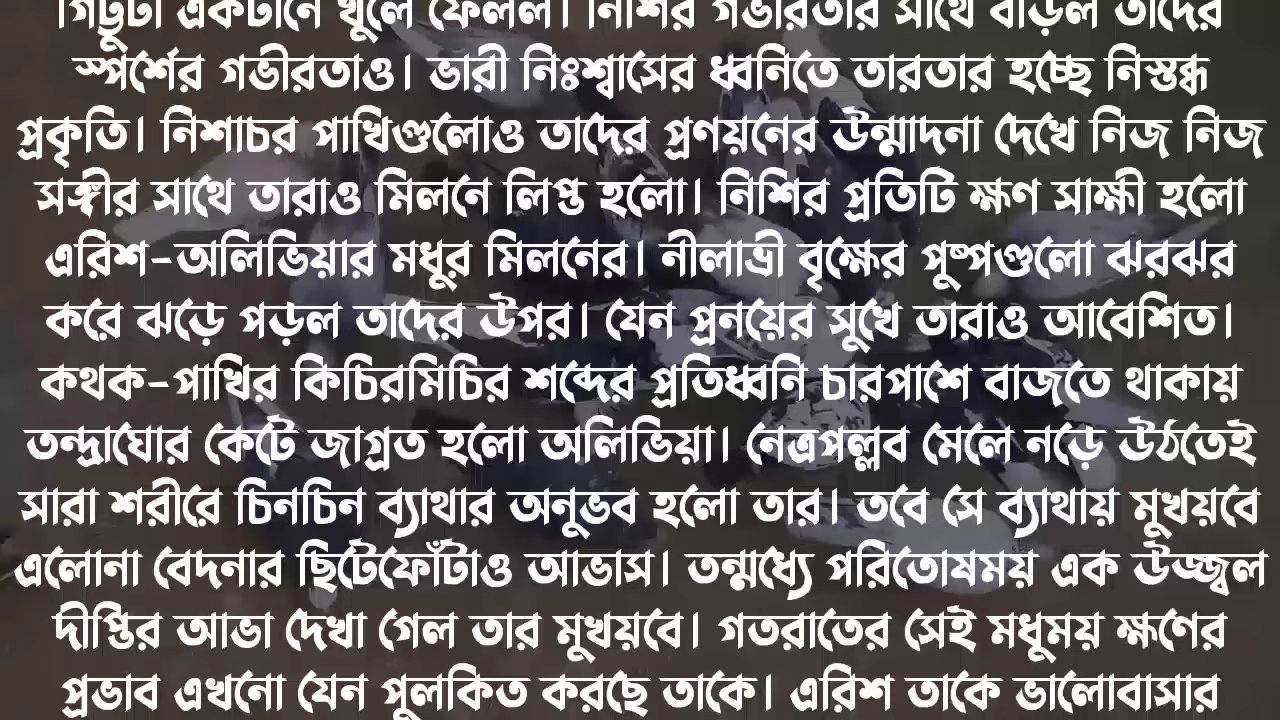 গিট্টুটা একটানে খুলে ফেলল। নিশির গভীরতার সাথে বাড়ল তাদের
স্পর্শের গভীরতাও। ভারী নিঃশ্বাসের ধ্বনিতে তারতার হচ্ছে নিস্তব্ধ
প্রকৃতি। নিশাচর পাখিগুলোও তাদের প্রণয়নের উন্মাদনা দেখে নিজ নিজ
সঙ্গীর সাথে তারাও মিলনে লিপ্ত হলো। নিশির প্রতিটি ক্ষণ সাক্ষী হলো
এরিশ-অলিভিয়ার মধুর মিলনের। নীলাত্রী বৃক্ষের পুষ্পগুলো ঝরঝর
করে ঝড়ে পড়ল তাদের উপর। যেন প্রনয়ের সুখে তারাও আবেশিত।
কথক-পাখির কিচিরমিচির শব্দের প্রতিধ্বনি চারপাশে বাজতে থাকায়
তন্দ্রাঘোর কেটে জাগ্রত হলো অলিভিয়া। নেত্রপল্লব মেলে নড়ে উঠতেই
সারা শরীরে চিনচিন ব্যাথার অনুভব হলো তার। তবে সে ব্যাথায় মুখয়বে
এলোনা বেদনার ছিটেফোঁটাও আভাস। তন্মধ্যে পরিতোষময় এক উজ্জ্বল
দীপ্তির আভা দেখা গেল তার মুখয়বে। গতরাতের সেই মধুময় ক্ষণের
প্রভাব এখনো যেন পুলকিত করছে তাকে। এরিশ তাকে ভালোবাসার